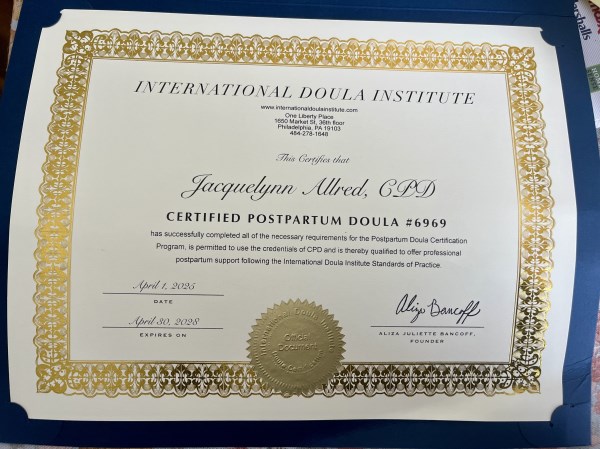 INTERNATIONAL DOULA INSTITUTE
www.internationaldoulainstitute.com
One Liberty Place
1650 Market St, 36th floor
Philadelphia, PA 19103
484-278-1648
This Certifies that
Jacquelynn Allred, CPD
CERTIFIED POSTPARTUM DOULA #6969
has successfully completed all of the necessary requirements for the Postpartum Doula Certification
Program, is permitted to use the credentials of CPD and is thereby qualified to offer professional
postpartum support following the International Doula Institute Standards of Practice.
April 1, 2025
DATE
April 30, 2028
EXPIRES ON
Official
Document
Aliza Bancoff
ALIZA JULIETTE BANCOFF,
FOUNDER